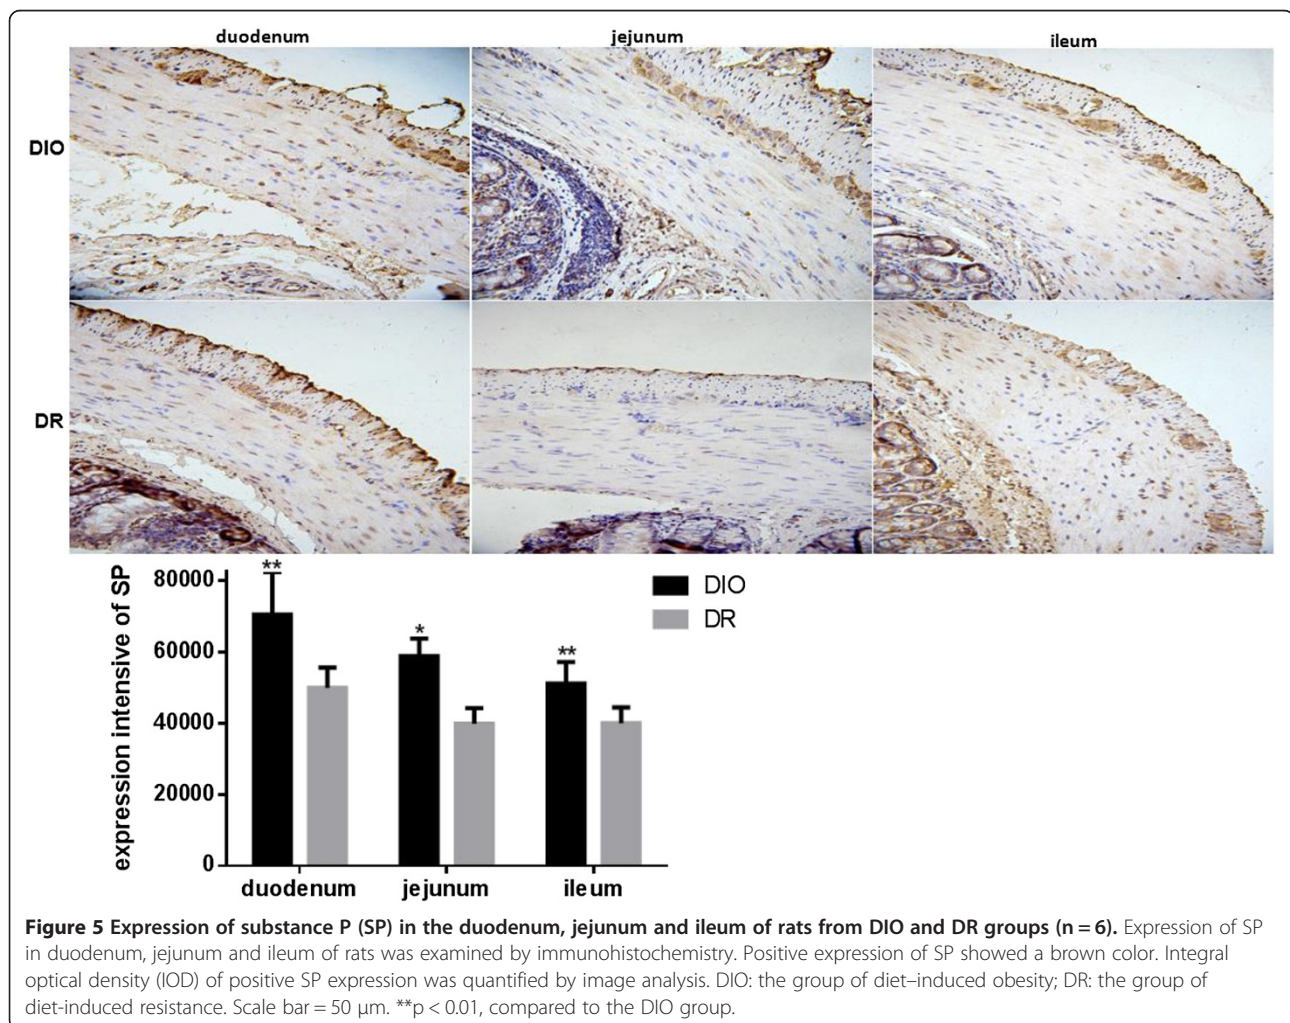 duodenum
jejunum
ileum
DIO
DR
expression intensive of SP
80000
60000
40000
20000
0
**
*
**
DIO
DR
duodenum
jejunum
ileum
Figure 5 Expression of substance P (SP) in the duodenum, jejunum and ileum of rats from DIO and DR groups (n = 6). Expression of SP
in duodenum, jejunum and ileum of rats was examined by immunohistochemistry. Positive expression of SP showed a brown color. Integral
optical density (IOD) of positive SP expression was quantified by image analysis. DIO: the group of diet–induced obesity; DR: the group of
diet-induced resistance. Scale bar = 50 μm. **p < 0.01, compared to the DIO group.